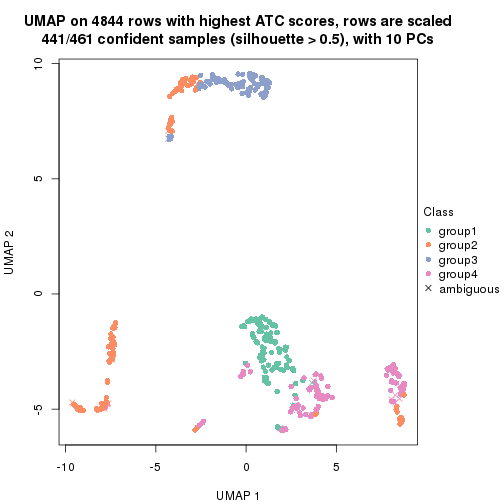 UMAP on 4844 rows with highest ATC scores, rows are scaled
441/461 confident samples (silhouette > 0.5), with 10 PCs
10
5
0
-5
UMAP 2
-10
-5
0
5
UMAP 1
Class
group1
group2
group3
group4
ambiguous